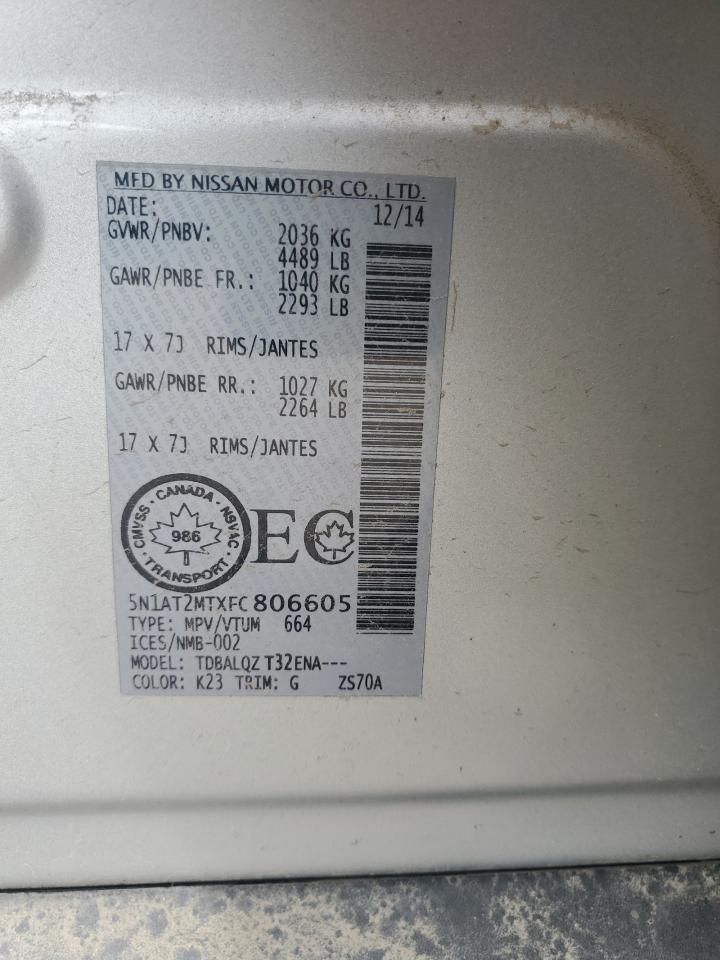 MFD BY NISSAN MOTOR CO., LTD.
DATE: 12/14
GVWR/PNBV: 2036 KG
4489 LB
GAWR/PNBE FR.: 1040 KG
2293 LB
17 X 7J RIMS/JANTES
GAWR/PNBE RR.: 1027 KG
2264 LB
17 X 7J RIMS/JANTES
CANADA · NSVAC · TRANSPORT · CMVSS ·
986
EC
5N1AT2MTXFC806605
TYPE: MPV/VTUM 664
ICES/NMB-002
MODEL: TDBALQZ T32ENA---
COLOR: K23 TRIM: G ZS70A